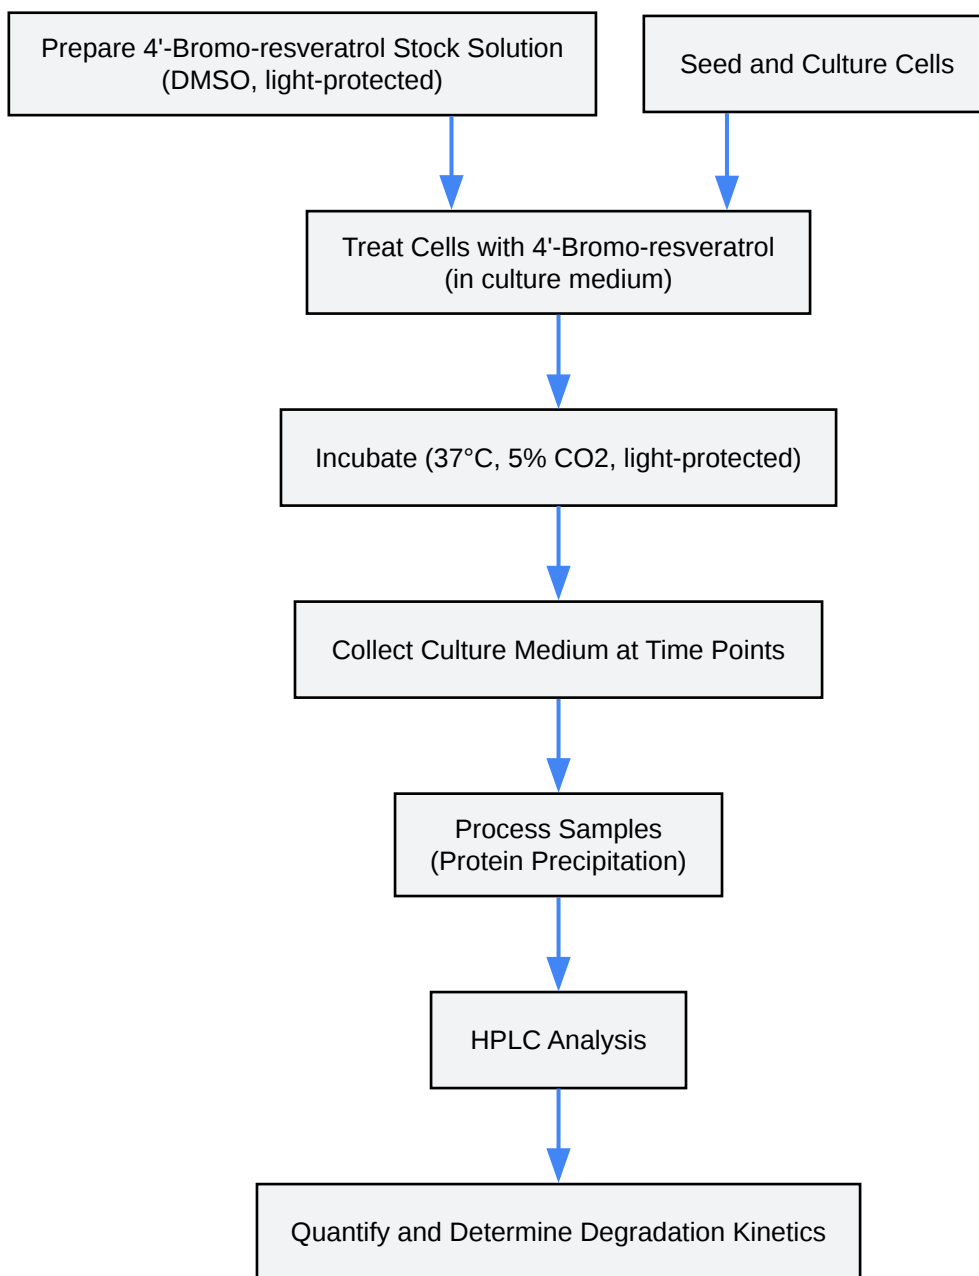 Prepare 4'-Bromo-resveratrol Stock Solution
(DMSO, light-protected)
Seed and Culture Cells
Treat Cells with 4'-Bromo-resveratrol
(in culture medium)
Incubate (37°C, 5% CO2, light-protected)
Collect Culture Medium at Time Points
Process Samples
(Protein Precipitation)
HPLC Analysis
Quantify and Determine Degradation Kinetics